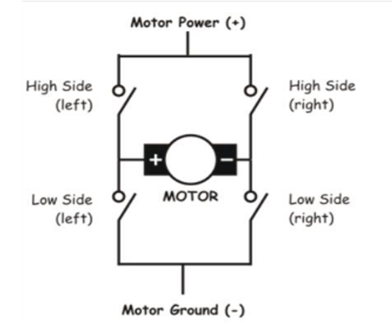 Motor Power (+)
High Side
(left)
High Side
(right)
+
−
MOTOR
Low Side
(left)
Low Side
(right)
Motor Ground (-)